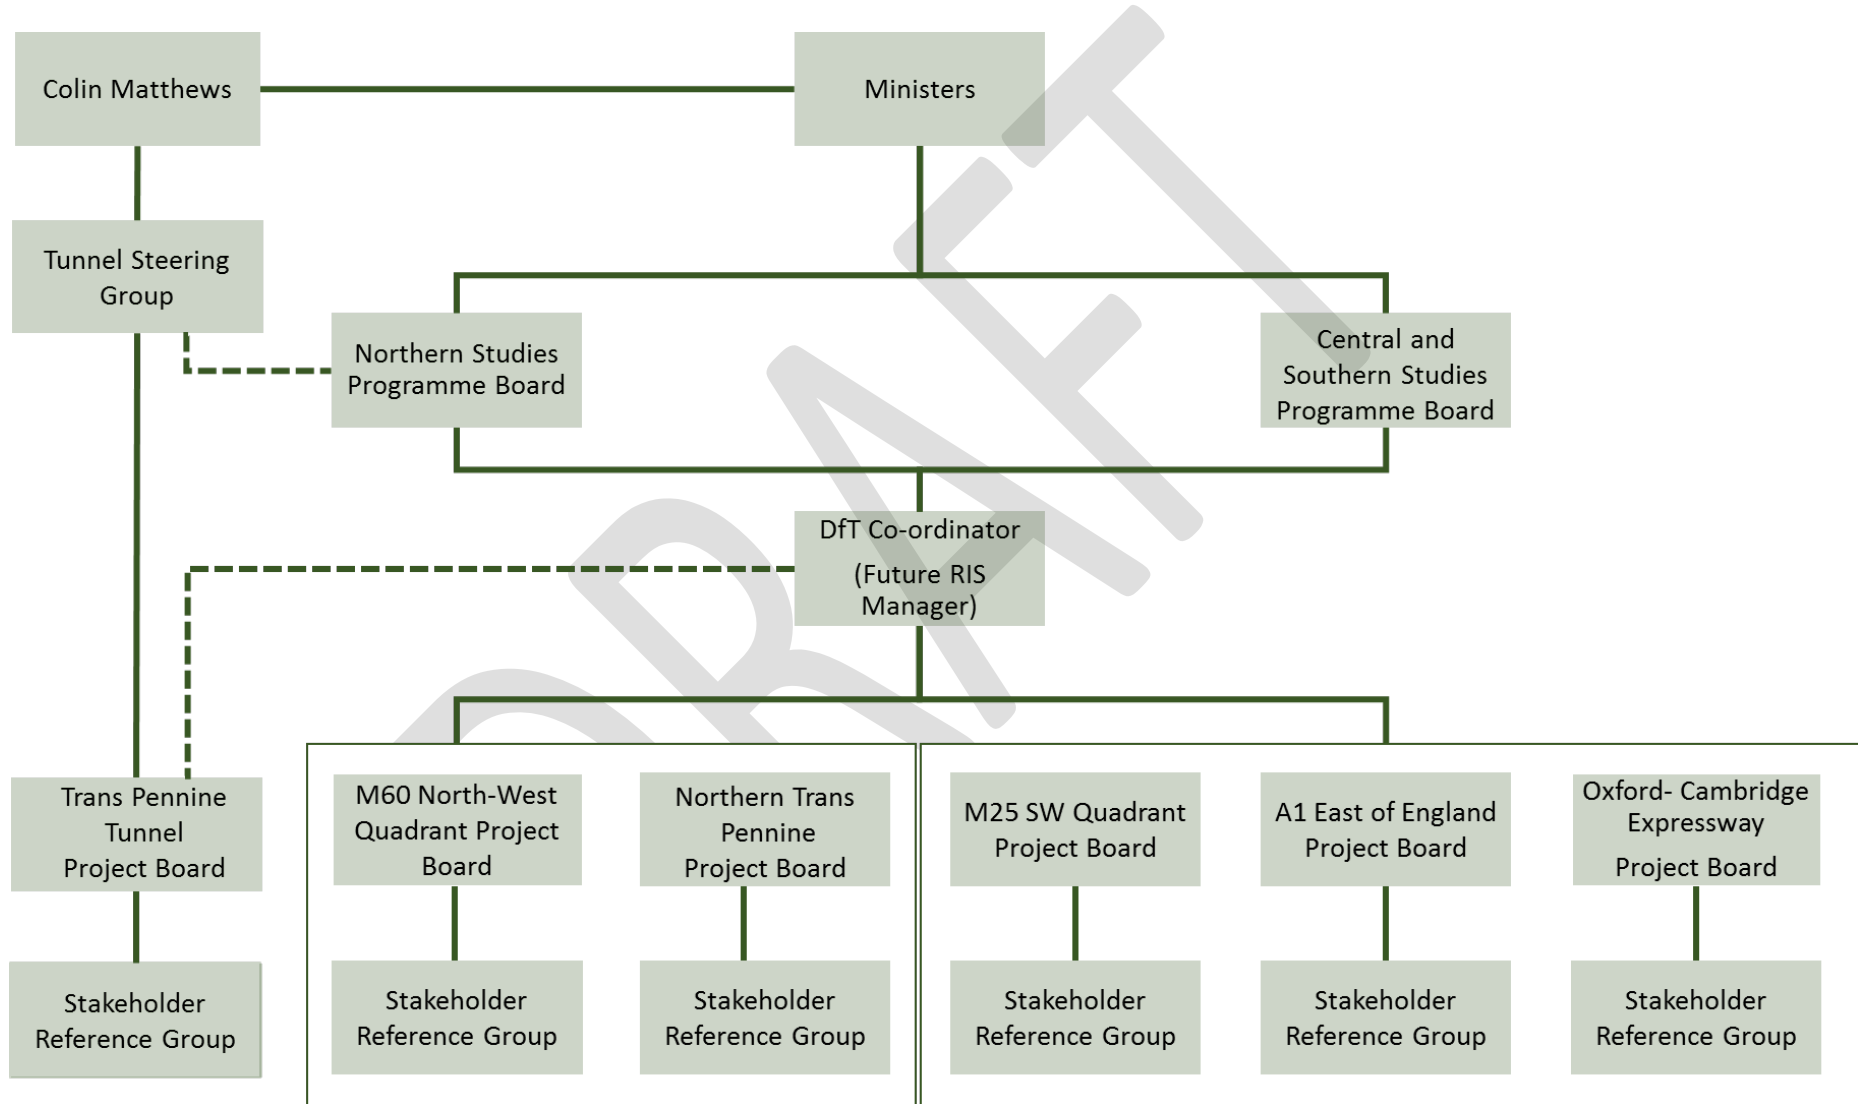 Colin Matthews
Ministers
Tunnel Steering
Group
Northern Studies
Programme Board
Central and
Southern Studies
Programme Board
DfT Co-ordinator
(Future RIS
Manager)
Trans Pennine
Tunnel
Project Board
M60 North-West
Quadrant Project
Board
Northern Trans
Pennine
Project Board
M25 SW Quadrant
Project Board
A1 East of England
Project Board
Oxford- Cambridge
Expressway
Project Board
Stakeholder
Reference Group
Stakeholder
Reference Group
Stakeholder
Reference Group
Stakeholder
Reference Group
Stakeholder
Reference Group
Stakeholder
Reference Group
DRAFT